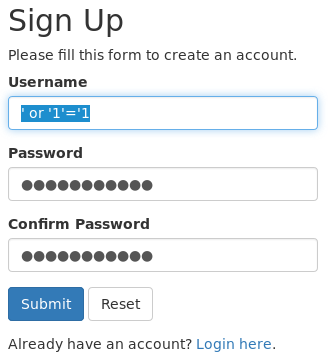 Sign Up
Please fill this form to create an account.
Username
' or '1'='1
Password
●●●●●●●●●●●
Confirm Password
●●●●●●●●●●●
Submit Reset
Already have an account? Login here.